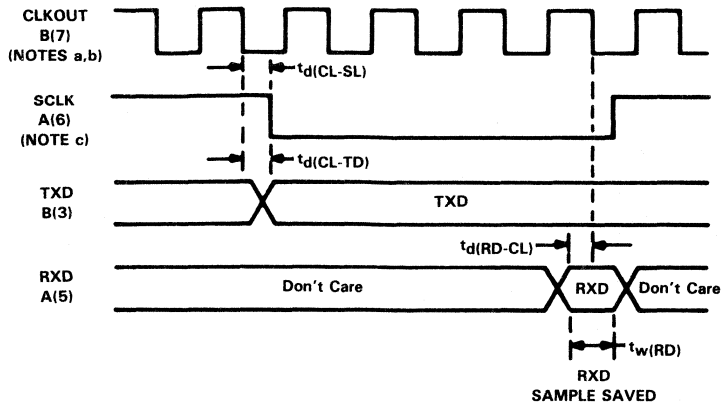 CLKOUT
B(7)
(NOTES a,b)
td(CL-SL)
SCLK
A(6)
(NOTE c)
td(CL-TD)
TXD
B(3)
TXD
td(RD-CL)
RXD
A(5)
Don't Care
RXD
Don't Care
tw(RD)
RXD
SAMPLE SAVED